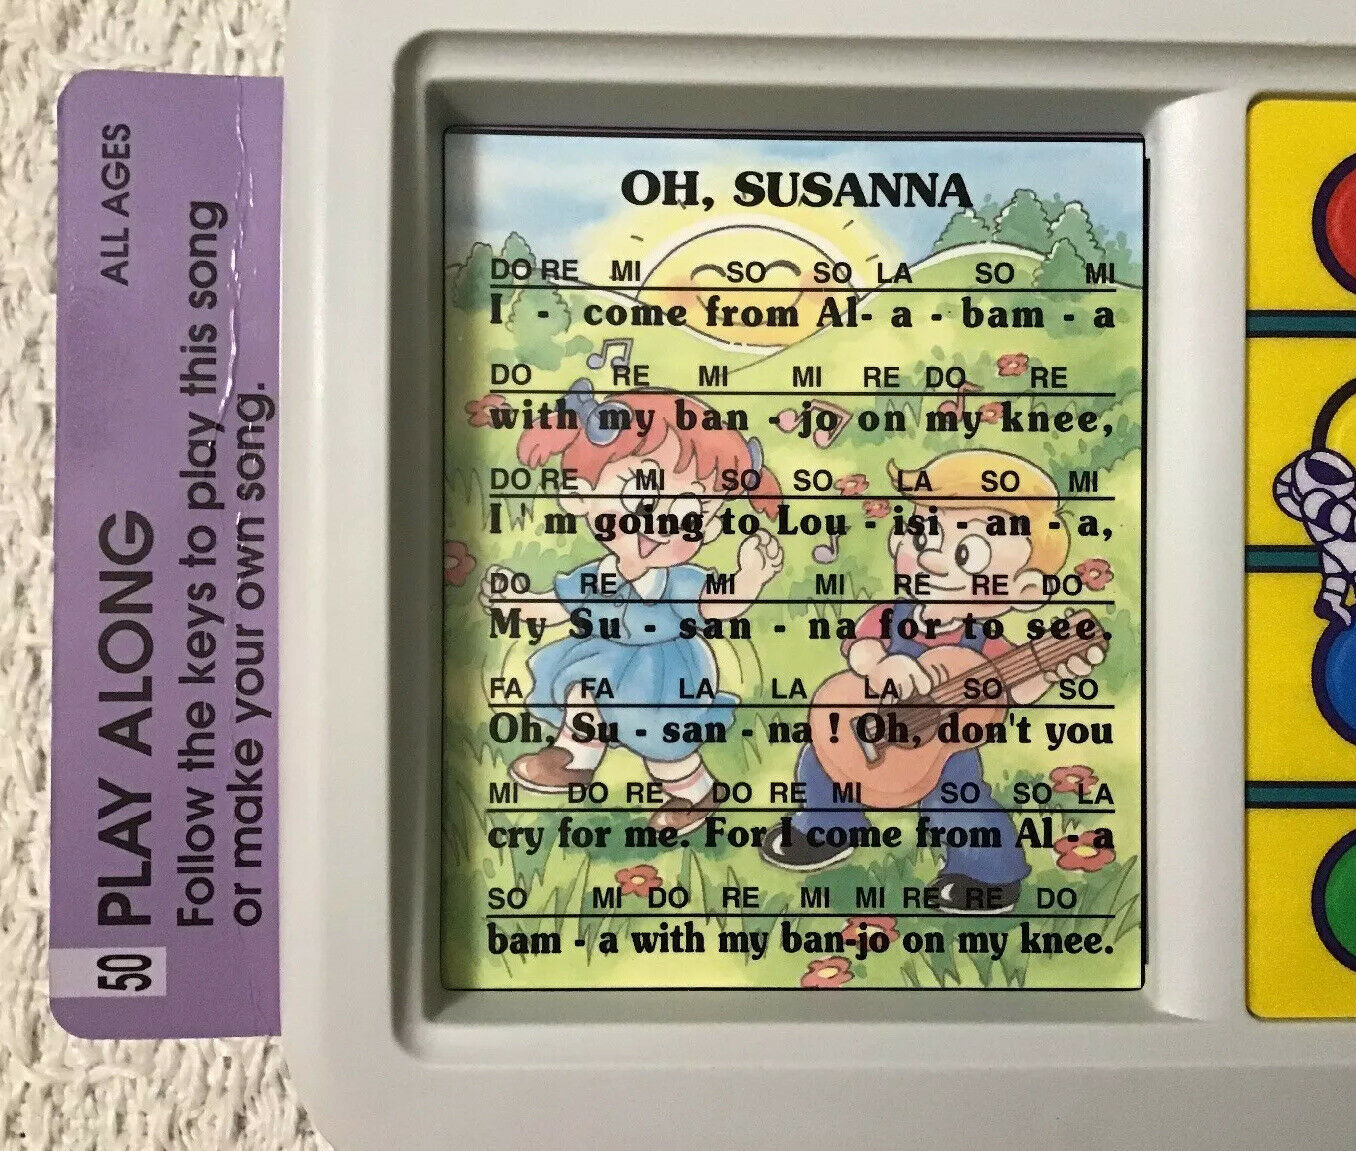 50 PLAY ALONG ALL AGES
Follow the keys to play this song
or make your own song.
OH, SUSANNA
DO RE MI SO SO LA SO MI
I - come from Al- a - bam - a
DO RE MI MI RE DO RE
with my ban - jo on my knee,
DO RE MI SO SO LA SO MI
I'm going to Lou - isi - an - a,
DO RE MI MI RE RE DO
My Su - san - na for to see.
FA FA LA LA LA SO SO
Oh, Su - san - na ! Oh, don't you
MI DO RE DO RE MI SO SO LA
cry for me. For I come from Al - a
SO MI DO RE MI MI RE RE DO
bam - a with my ban-jo on my knee.